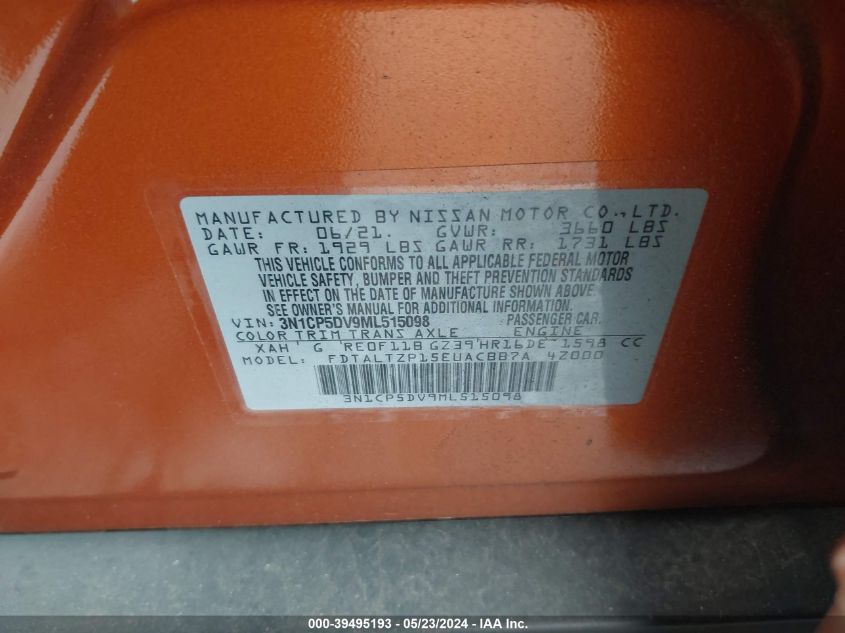 MANUFACTURED BY NISSAN MOTOR CO.,LTD.
DATE: 06/21. GVWR: 3660 LBS
GAWR FR: 1929 LBS GAWR RR: 1731 LBS
THIS VEHICLE CONFORMS TO ALL APPLICABLE FEDERAL MOTOR
VEHICLE SAFETY, BUMPER AND THEFT PREVENTION STANDARDS
IN EFFECT ON THE DATE OF MANUFACTURE SHOWN ABOVE.
SEE OWNER'S MANUAL FOR ADDITIONAL INFORMATION.
VIN: 3N1CP5DV9ML515098 PASSENGER CAR.
COLOR TRIM TRANS AXLE ENGINE
XAH G RE0F11B GZ39 HR16DE 1598 CC
MODEL: FDTALTZP15EUACBB7A 4Z000
3N1CP5DV9ML515098
000-39495193 - 05/23/2024 - IAA Inc.